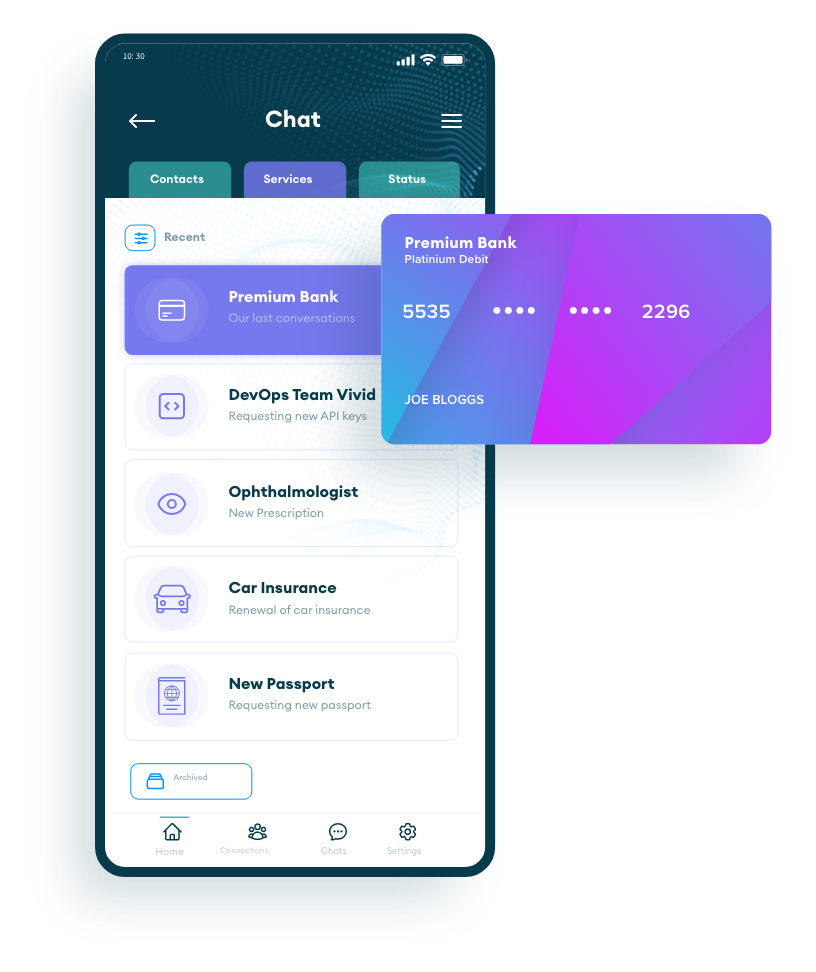 10: 30
Chat
Contacts Services Status
Recent
Premium Bank
Our last conversations
DevOps Team Vivid
Requesting new API keys
Ophthalmologist
New Prescription
Car Insurance
Renewal of car insurance
New Passport
Requesting new passport
Archived
Home Connections Chats Settings
Premium Bank
Platinium Debit
5535 •••• •••• 2296
JOE BLOGGS